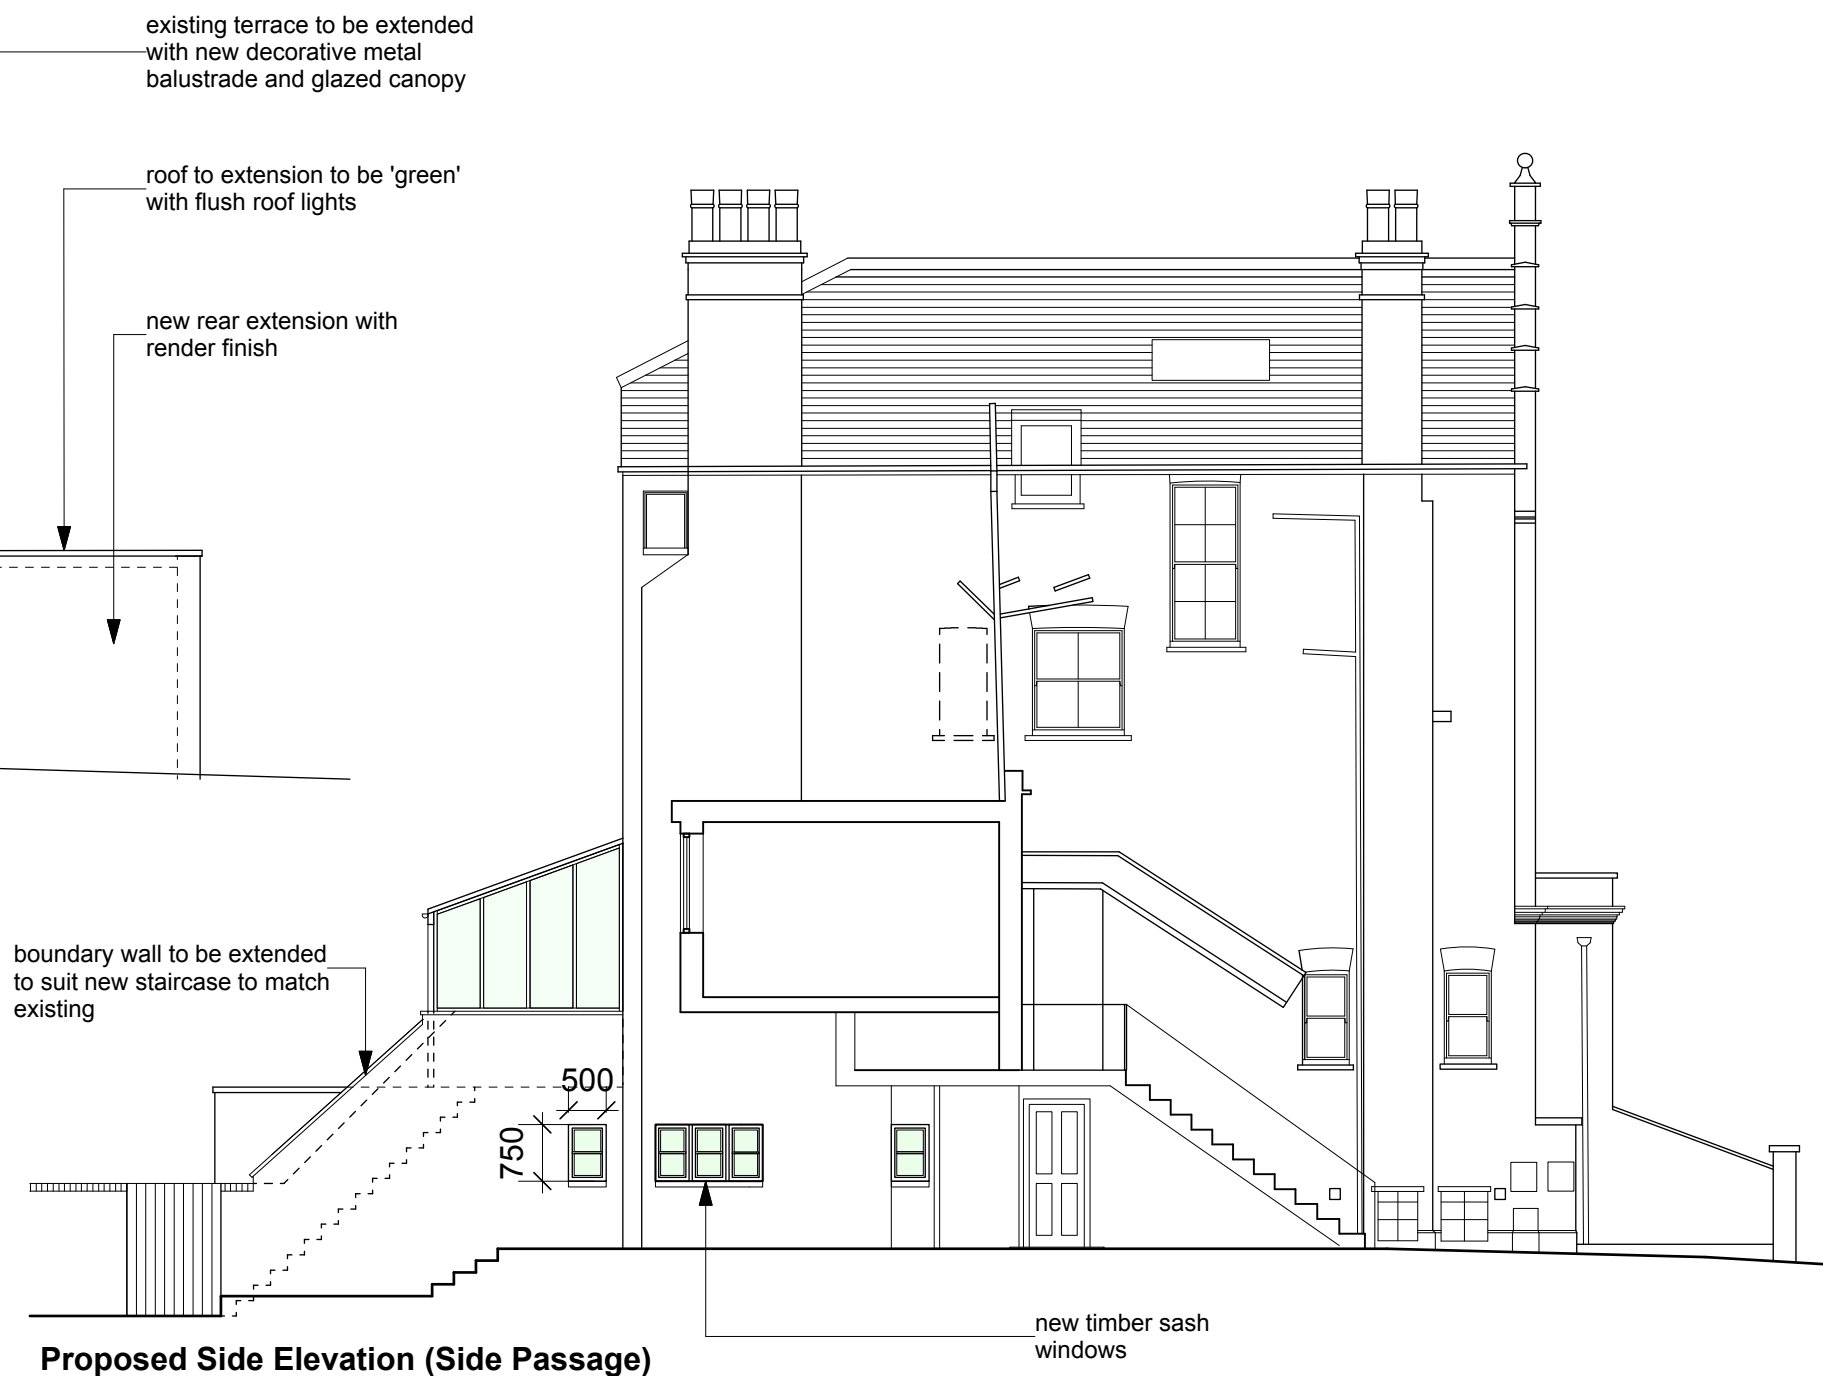 existing terrace to be extended
with new decorative metal
balustrade and glazed canopy
roof to extension to be 'green'
with flush roof lights
new rear extension with
render finish
boundary wall to be extended
to suit new staircase to match
existing
500
750
new timber sash
windows
Proposed Side Elevation (Side Passage)